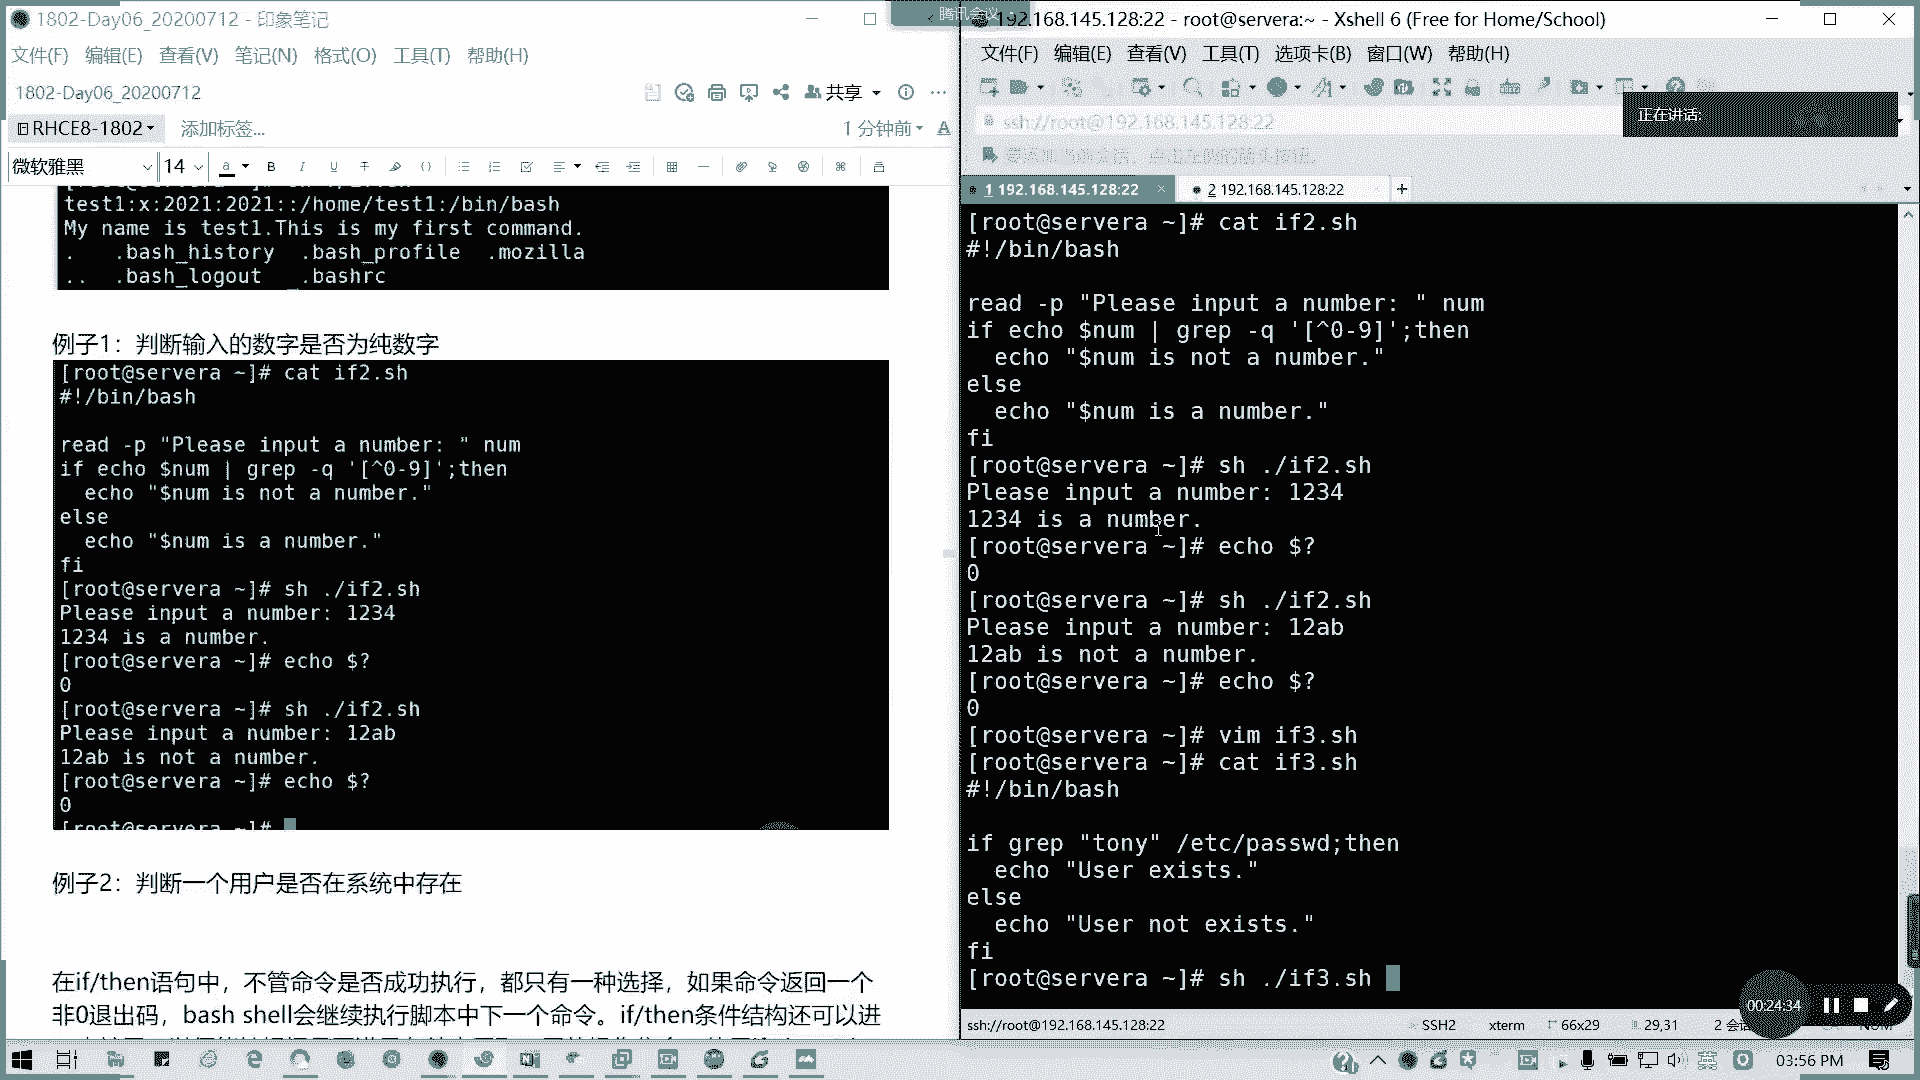 1802-Day06_20200712 - 印象笔记
文件(F) 编辑(E) 查看(V) 笔记(N) 格式(O) 工具(T) 帮助(H)
1802-Day06_20200712
共享
RHCE8-1802 添加标签...
1 分钟前
微软雅黑 14
test1:x:2021:2021::/home/test1:/bin/bash
My name is test1.This is my first command.
. .bash_history .bash_profile .mozilla
.. .bash_logout .bashrc
例子1：判断输入的数字是否为纯数字
[root@servera ~]# cat if2.sh
#!/bin/bash
read -p "Please input a number: " num
if echo $num | grep -q '[^0-9]';then
echo "$num is not a number."
else
echo "$num is a number."
fi
[root@servera ~]# sh ./if2.sh
Please input a number: 1234
1234 is a number.
[root@servera ~]# echo $?
0
[root@servera ~]# sh ./if2.sh
Please input a number: 12ab
12ab is not a number.
[root@servera ~]# echo $?
0
[root@servera ~]#
例子2：判断一个用户是否在系统中存在
在if/then语句中，不管命令是否成功执行，都只有一种选择，如果命令返回一个
非0退出码，bash shell会继续执行脚本中下一个命令。if/then条件结构还可以进
腾讯会议
192.168.145.128:22 - root@servera:~ - Xshell 6 (Free for Home/School)
文件(F) 编辑(E) 查看(V) 工具(T) 选项卡(B) 窗口(W) 帮助(H)
正在讲话:
ssh://root@192.168.145.128:22
要添加当前会话，点击左侧的箭头按钮。
1 192.168.145.128:22
2 192.168.145.128:22
[root@servera ~]# cat if2.sh
#!/bin/bash
read -p "Please input a number: " num
if echo $num | grep -q '[^0-9]';then
echo "$num is not a number."
else
echo "$num is a number."
fi
[root@servera ~]# sh ./if2.sh
Please input a number: 1234
1234 is a number.
[root@servera ~]# echo $?
0
[root@servera ~]# sh ./if2.sh
Please input a number: 12ab
12ab is not a number.
[root@servera ~]# echo $?
0
[root@servera ~]# vim if3.sh
[root@servera ~]# cat if3.sh
#!/bin/bash
if grep "tony" /etc/passwd;then
echo "User exists."
else
echo "User not exists."
fi
[root@servera ~]# sh ./if3.sh
00:24:34
ssh://root@192.168.145.128:22 SSH2 xterm 66x29 29,31 2 会 NUM
英
03:56 PM